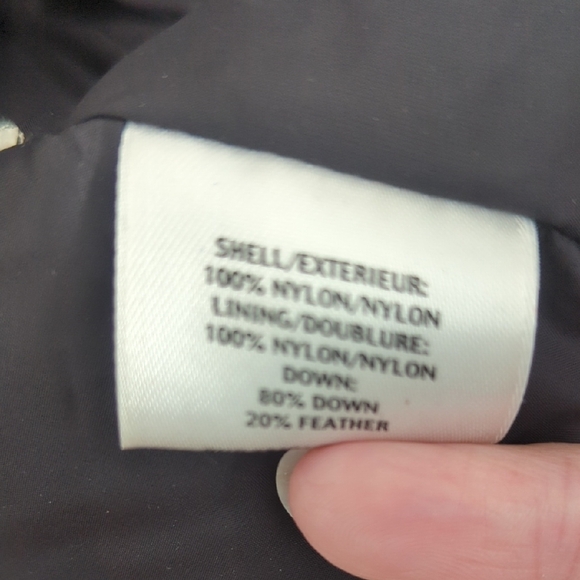 SHELL/EXTERIEUR:
100% NYLON/NYLON
LINING/DOUBLURE:
100% NYLON/NYLON
DOWN:
80% DOWN
20% FEATHER